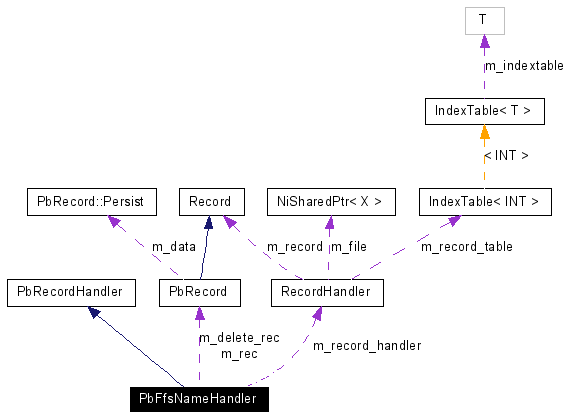 T
m_indextable
IndexTable< T >
< INT >
PbRecord::Persist
Record
NiSharedPtr< X >
IndexTable< INT >
m_data
m_record
m_file
m_record_table
PbRecordHandler
PbRecord
RecordHandler
m_delete_rec
m_rec
m_record_handler
PbFfsNameHandler